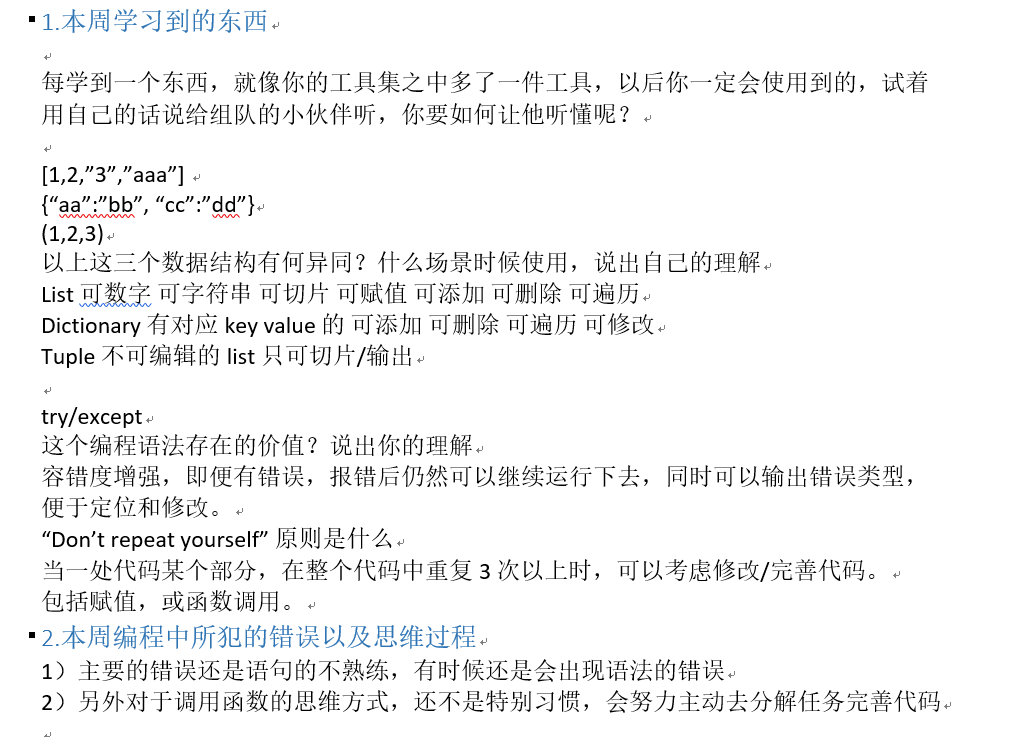 1.本周学习到的东西
每学到一个东西，就像你的工具集之中多了一件工具，以后你一定会使用到的，试着
用自己的话说给组队的小伙伴听，你要如何让他听懂呢？
[1,2,”3”,”aaa”]
{“aa”:”bb”, “cc”:”dd”}
(1,2,3)
以上这三个数据结构有何异同？什么场景时候使用，说出自己的理解
List 可数字 可字符串 可切片 可赋值 可添加 可删除 可遍历
Dictionary 有对应 key value 的 可添加 可删除 可遍历 可修改
Tuple 不可编辑的 list 只可切片/输出
try/except
这个编程语法存在的价值？说出你的理解
容错度增强，即便有错误，报错后仍然可以继续运行下去，同时可以输出错误类型，
便于定位和修改。
“Don’t repeat yourself” 原则是什么
当一处代码某个部分，在整个代码中重复 3 次以上时，可以考虑修改/完善代码。
包括赋值，或函数调用。
2.本周编程中所犯的错误以及思维过程
1）主要的错误还是语句的不熟练，有时候还是会出现语法的错误
2）另外对于调用函数的思维方式，还不是特别习惯，会努力主动去分解任务完善代码